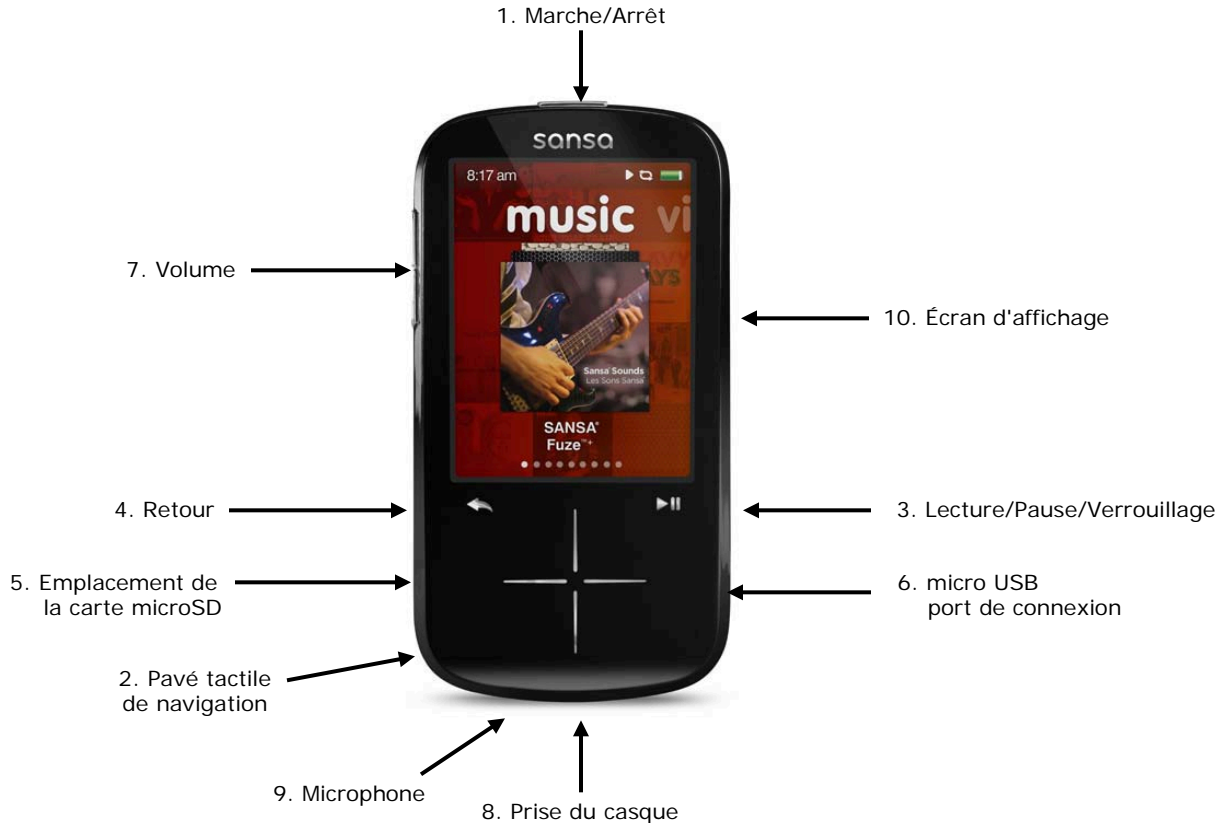 1. Marche/Arrêt
sansa
8:17 am
music vi
7. Volume
10. Écran d'affichage
Sansa Sounds
Les Sons Sansa
SANSA®
Fuze™+
4. Retour
3. Lecture/Pause/Verrouillage
5. Emplacement de
la carte microSD
6. micro USB
port de connexion
2. Pavé tactile
de navigation
9. Microphone
8. Prise du casque